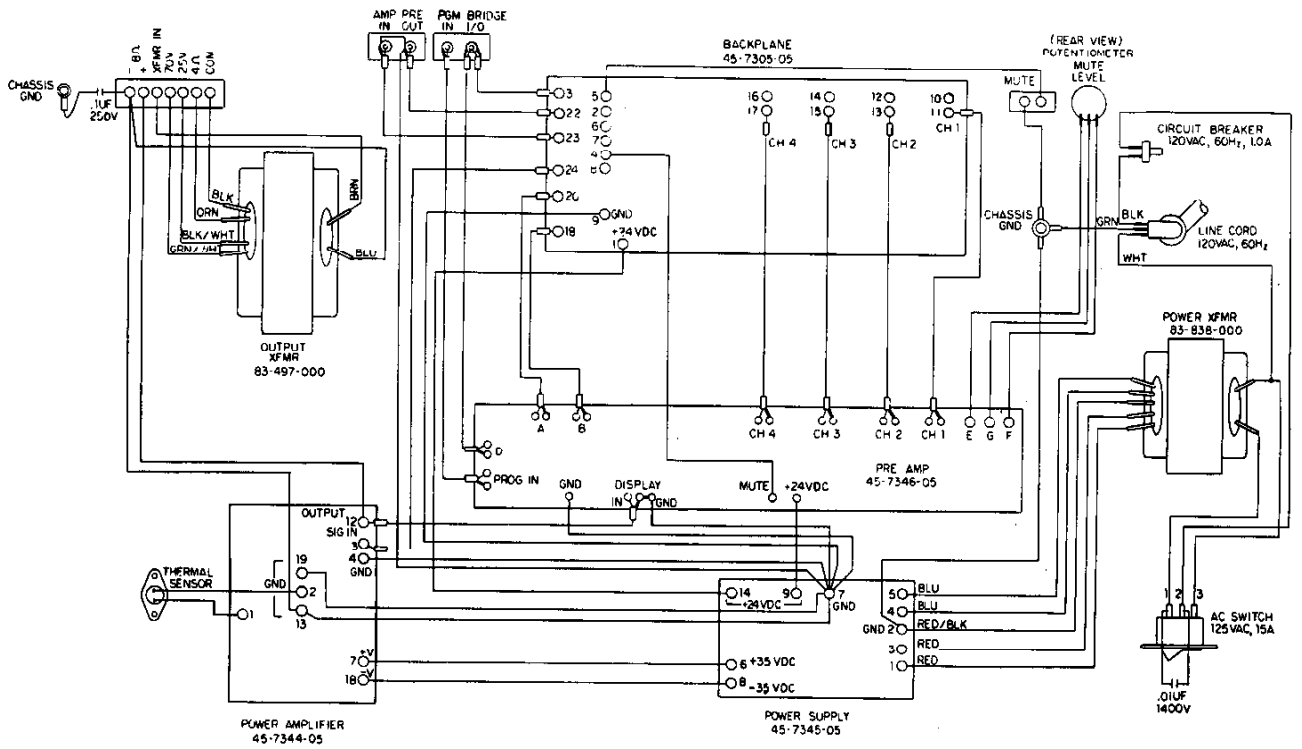 AMP PRE
IN OUT
PGM BRIDGE
IN I/O
- 8Ω
+
XFMR IN
70V
25V
4Ω
COM
CHASSIS
GND
.1UF
250V
BLK
ORN
BLK/WHT
GRN/WHT
BRN
BLU
OUTPUT
XFMR
83-497-000
BACKPLANE
45-7305-05
3
22
23
24
20
18
5
2
6
7
4
8
9 GND
+24 VDC
1
16
17
CH 4
14
15
CH 3
12
13
CH 2
10
11
CH 1
MUTE
(REAR VIEW)
POTENTIOMETER
MUTE
LEVEL
CIRCUIT BREAKER
120VAC, 60Hz, 1.0A
CHASSIS
GND
GRN
BLK
WHT
LINE CORD
120VAC, 60Hz
POWER XFMR
83-838-000
A
B
CH 4
CH 3
CH 2
CH 1
E
G
F
D
PROG IN
GND
DISPLAY
IN
GND
MUTE
+24VDC
PRE AMP
45-7346-05
OUTPUT
12
SIG IN
3
4
GND
19
GND
2
13
1
THERMAL
SENSOR
+V
7
-V
18
POWER AMPLIFIER
45-7344-05
14
9
+24VDC
7
GND
6 +35 VDC
8 -35 VDC
5
BLU
4
BLU
GND 2
RED/BLK
3
RED
1
RED
POWER SUPPLY
45-7345-05
1 2 3
AC SWITCH
125VAC, 15A
.01UF
1400V